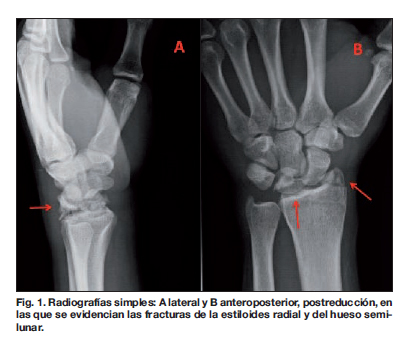 A
B
Fig. 1. Radiografías simples: A lateral y B anteroposterior, postreducción, en
las que se evidencian las fracturas de la estiloides radial y del hueso semi-
lunar.